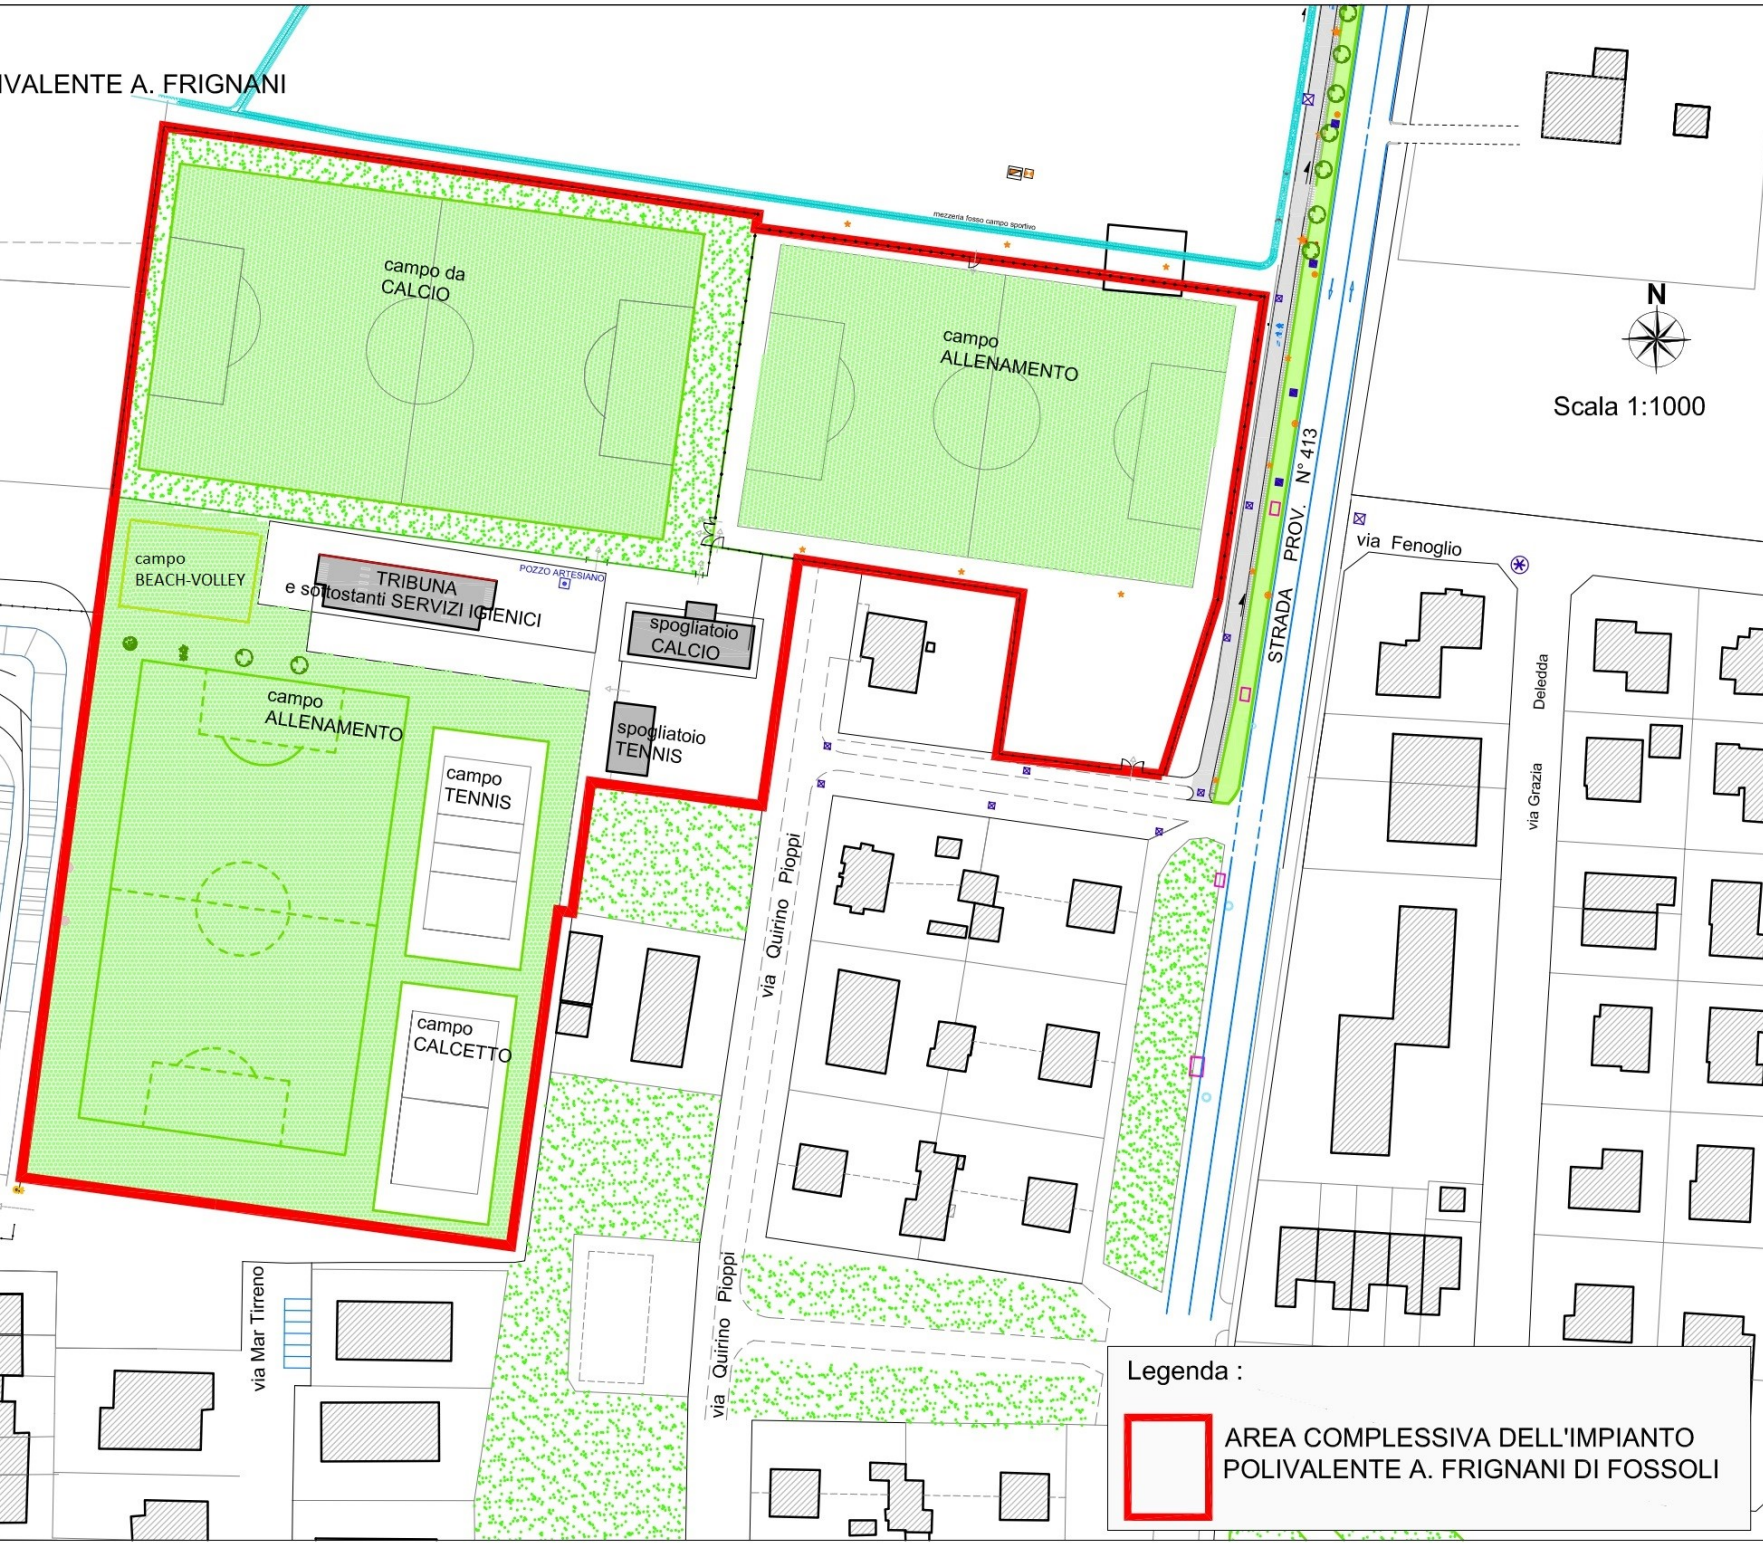 IVALENTE A. FRIGNANI
mezzeria fosso campo sportivo
campo da
CALCIO
campo
ALLENAMENTO
N
Scala 1:1000
STRADA PROV. N° 413
via Fenoglio
campo
BEACH-VOLLEY
TRIBUNA
e sottostanti SERVIZI IGIENICI
POZZO ARTESIANO
spogliatoio
CALCIO
spogliatoio
TENNIS
campo
ALLENAMENTO
campo
TENNIS
campo
CALCETTO
via Grazia Deledda
via Quirino Pioppi
via Quirino Pioppi
via Mar Tirreno
Legenda :
AREA COMPLESSIVA DELL'IMPIANTO
POLIVALENTE A. FRIGNANI DI FOSSOLI